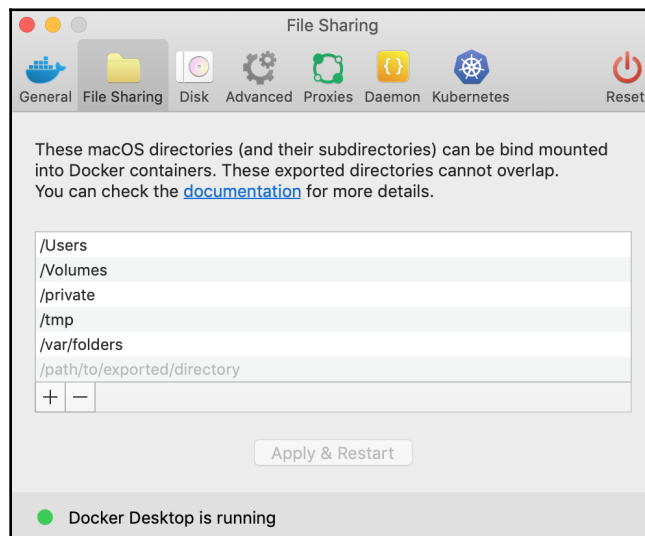 File Sharing
General File Sharing Disk Advanced Proxies Daemon Kubernetes Reset
These macOS directories (and their subdirectories) can be bind mounted
into Docker containers. These exported directories cannot overlap.
You can check the documentation for more details.
/Users
/Volumes
/private
/tmp
/var/folders
/path/to/exported/directory
Apply & Restart
Docker Desktop is running